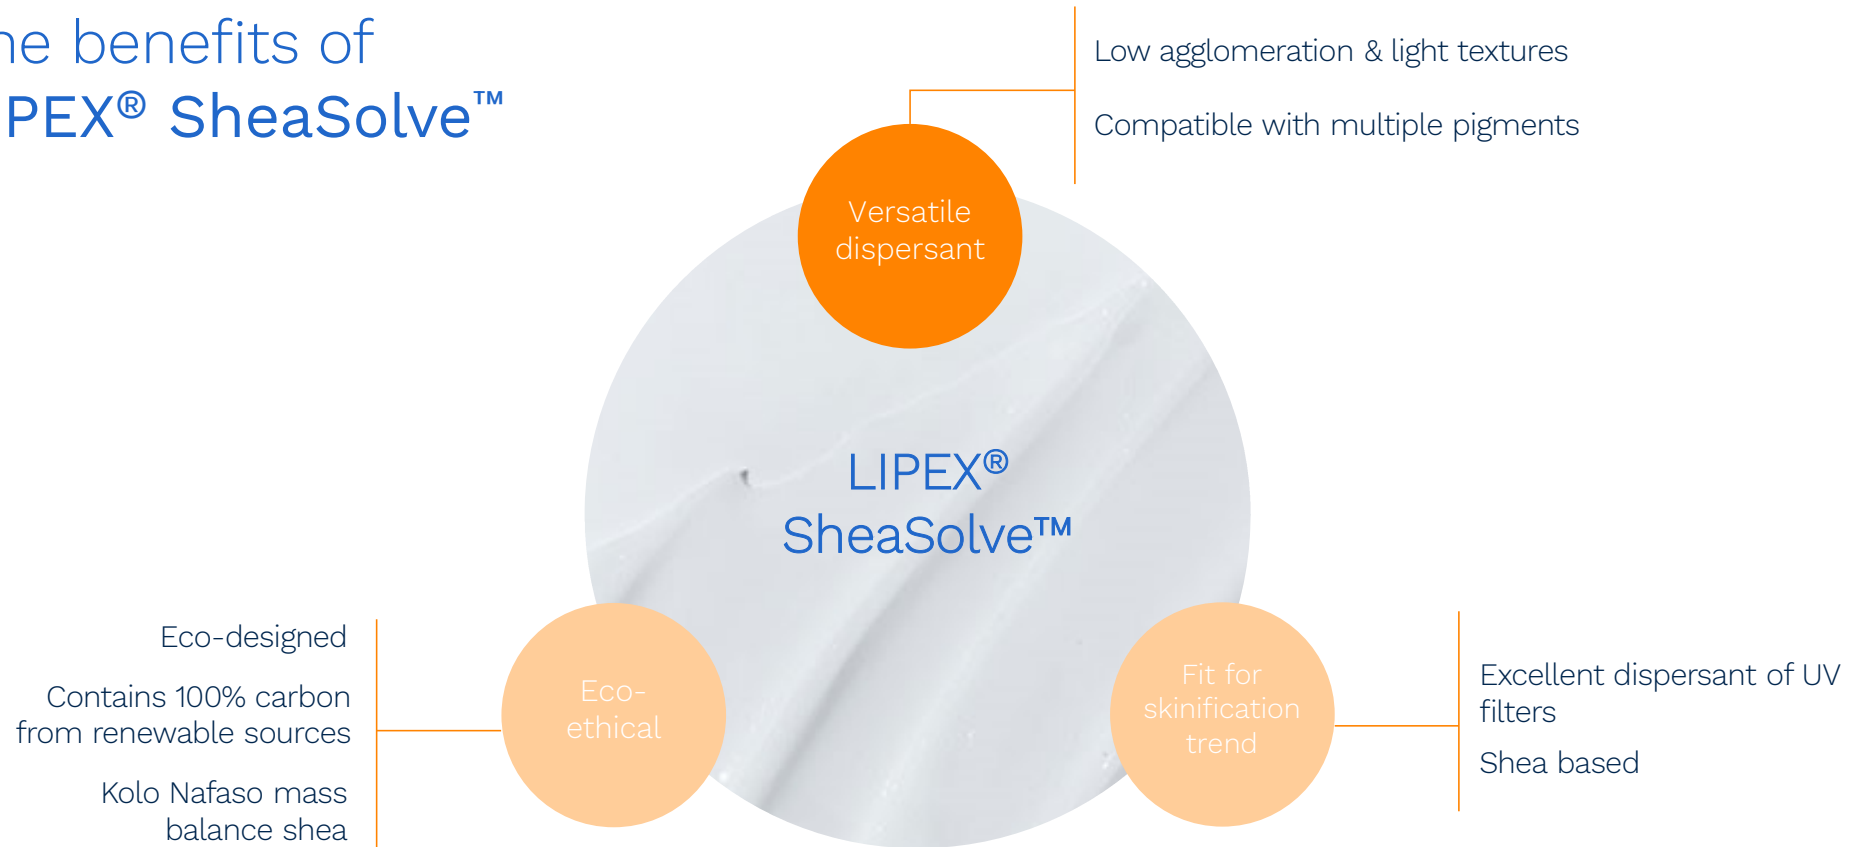 ne benefits of
PEX® SheaSolve™
Low agglomeration & light textures
Compatible with multiple pigments
Versatile
dispersant
LIPEX®
SheaSolve™
Eco-designed
Contains 100% carbon
from renewable sources
Kolo Nafaso mass
balance shea
Eco-
ethical
Fit for
skinification
trend
Excellent dispersant of UV
filters
Shea based